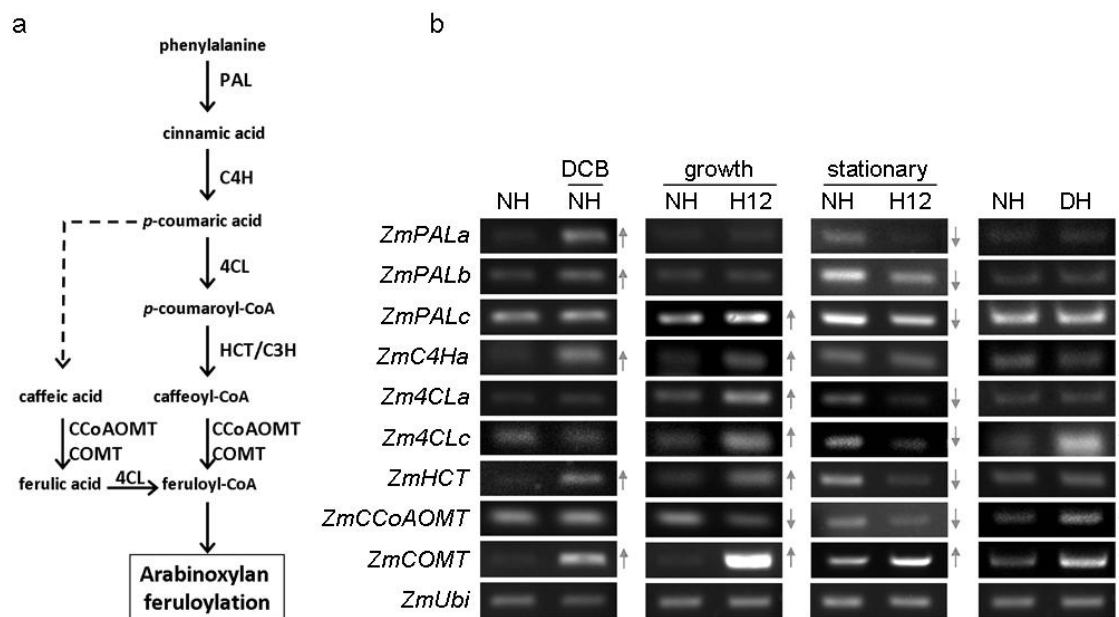 a
phenylalanine
PAL
cinnamic acid
C4H
p-coumaric acid
4CL
p-coumaroyl-CoA
HCT/C3H
caffeic acid caffeoyl-CoA
CCoAOMT CCoAOMT
COMT COMT
ferulic acid 4CL feruloyl-CoA
Arabinoxylan
feruloylation
b
DCB growth stationary
NH NH NH H12 NH H12 NH DH
ZmPALa
ZmPALb
ZmPALc
ZmC4Ha
Zm4CLa
Zm4CLc
ZmHCT
ZmCCoAOMT
ZmCOMT
ZmUbi